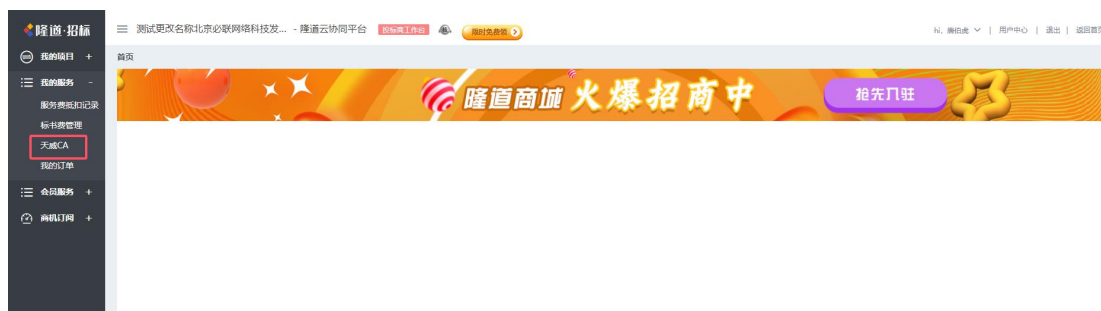 隆道·招标
测试更改名称北京必联网络科技发... - 隆道云协同平台
投标商工作台
限时免费领
hi, 唐伯虎 | 用户中心 | 退出 | 返回首页
我的项目 +
首页
我的服务 -
隆道商城 火爆招商中
抢先入驻
服务费抵扣记录
标书费管理
天威CA
我的订单
会员服务 +
商机订阅 +